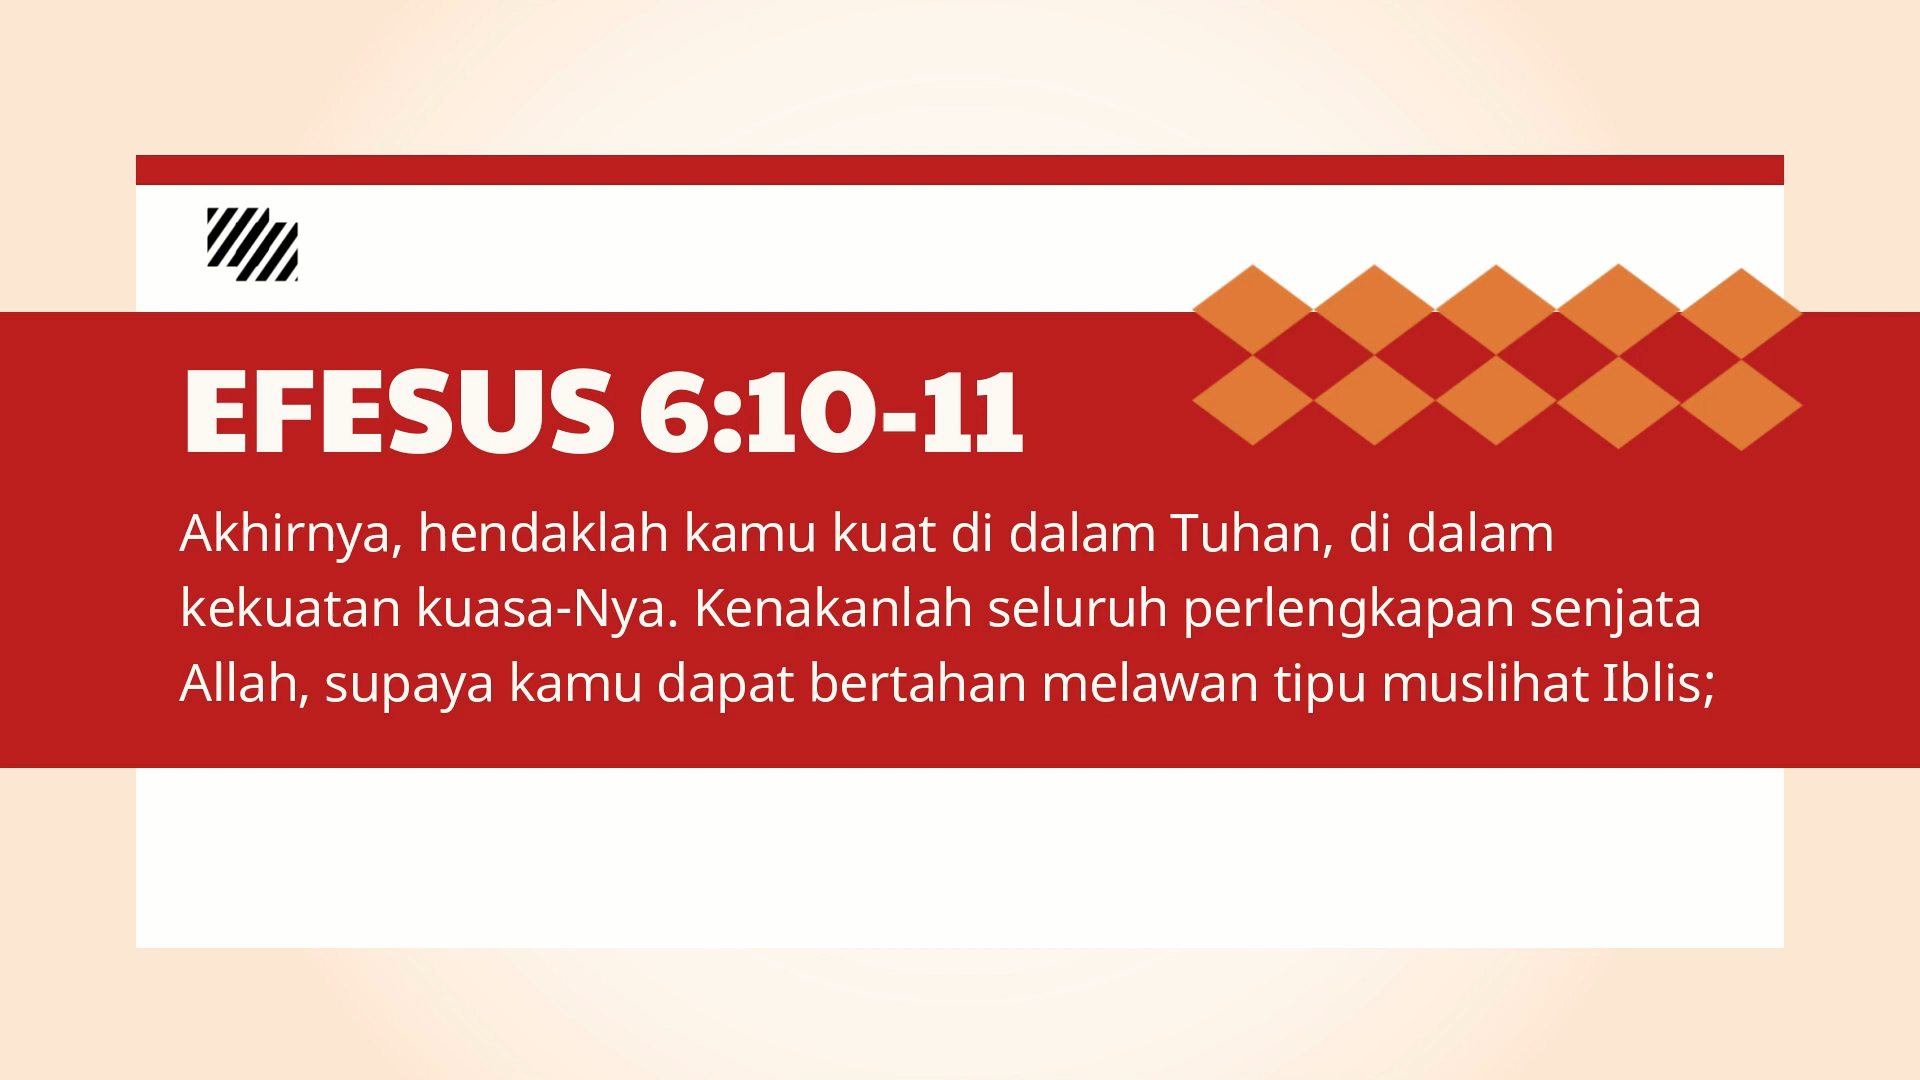 EFESUS 6:10-11
Akhirnya, hendaklah kamu kuat di dalam Tuhan, di dalam
kekuatan kuasa-Nya. Kenakanlah seluruh perlengkapan senjata
Allah, supaya kamu dapat bertahan melawan tipu muslihat Iblis;